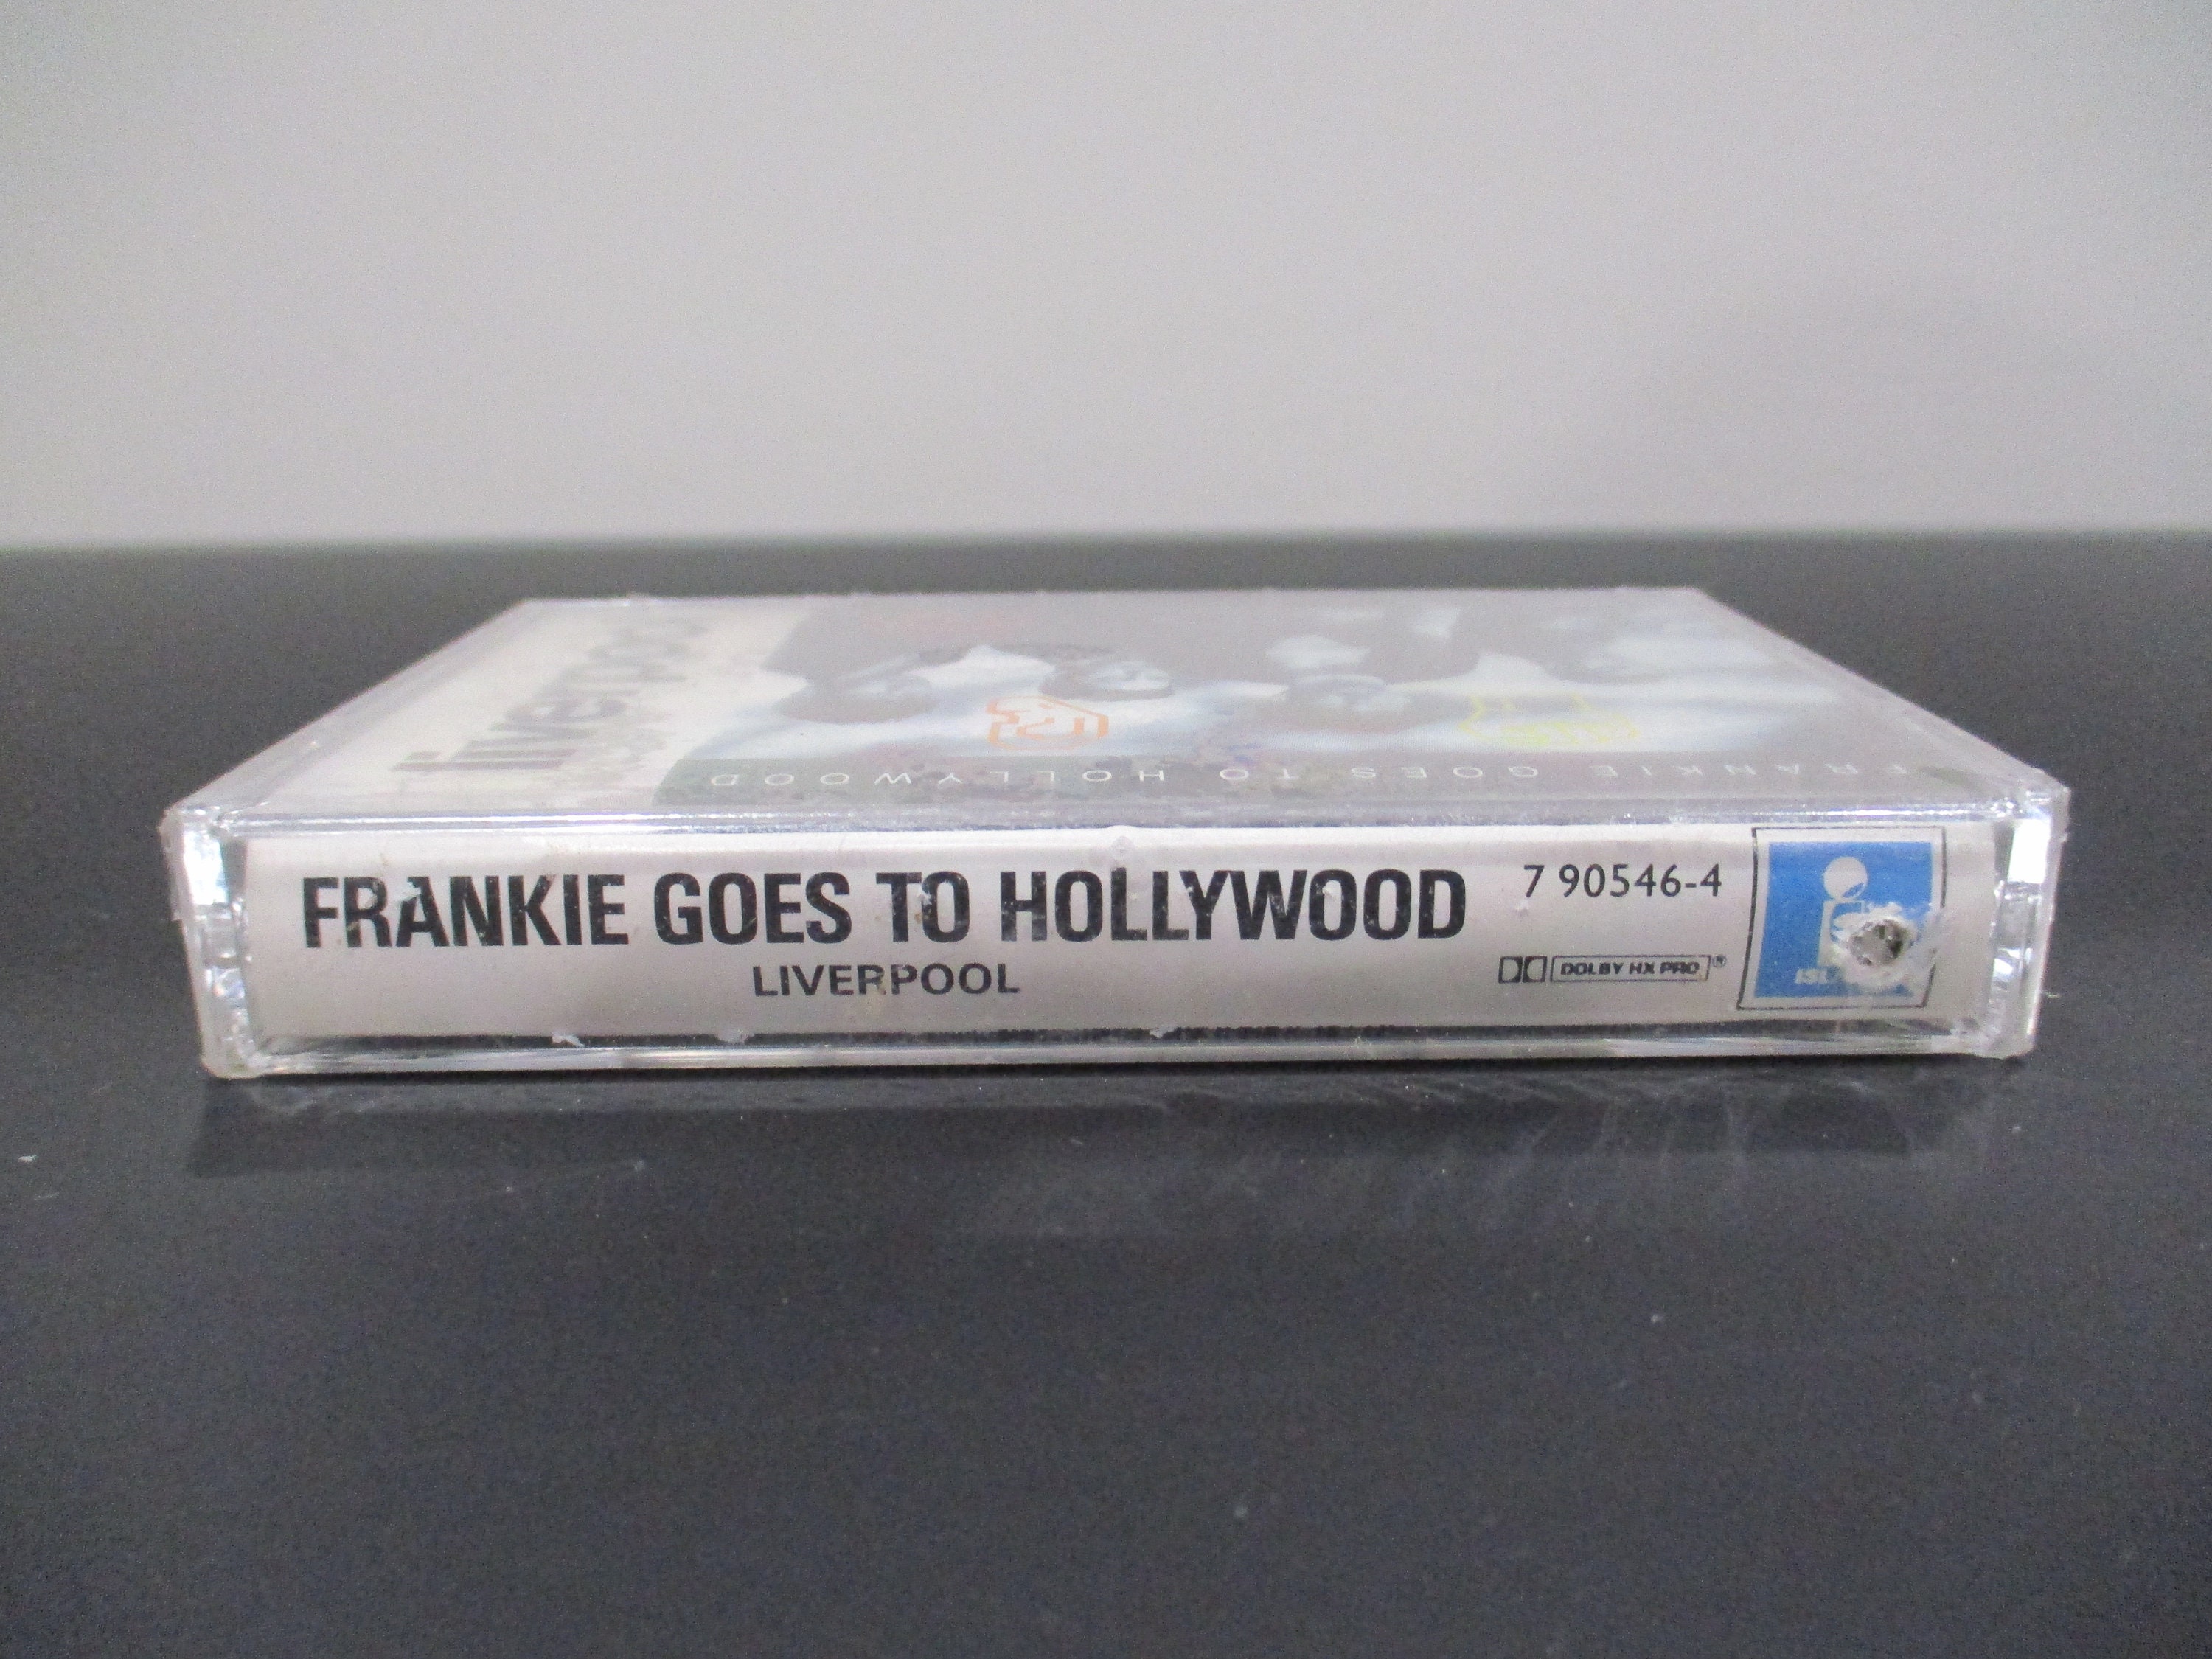 liverpool
FRANKIE GOES TO HOLLYWOOD
FRANKIE GOES TO HOLLYWOOD
7 90546-4
LIVERPOOL
DOLBY HX PRO ®